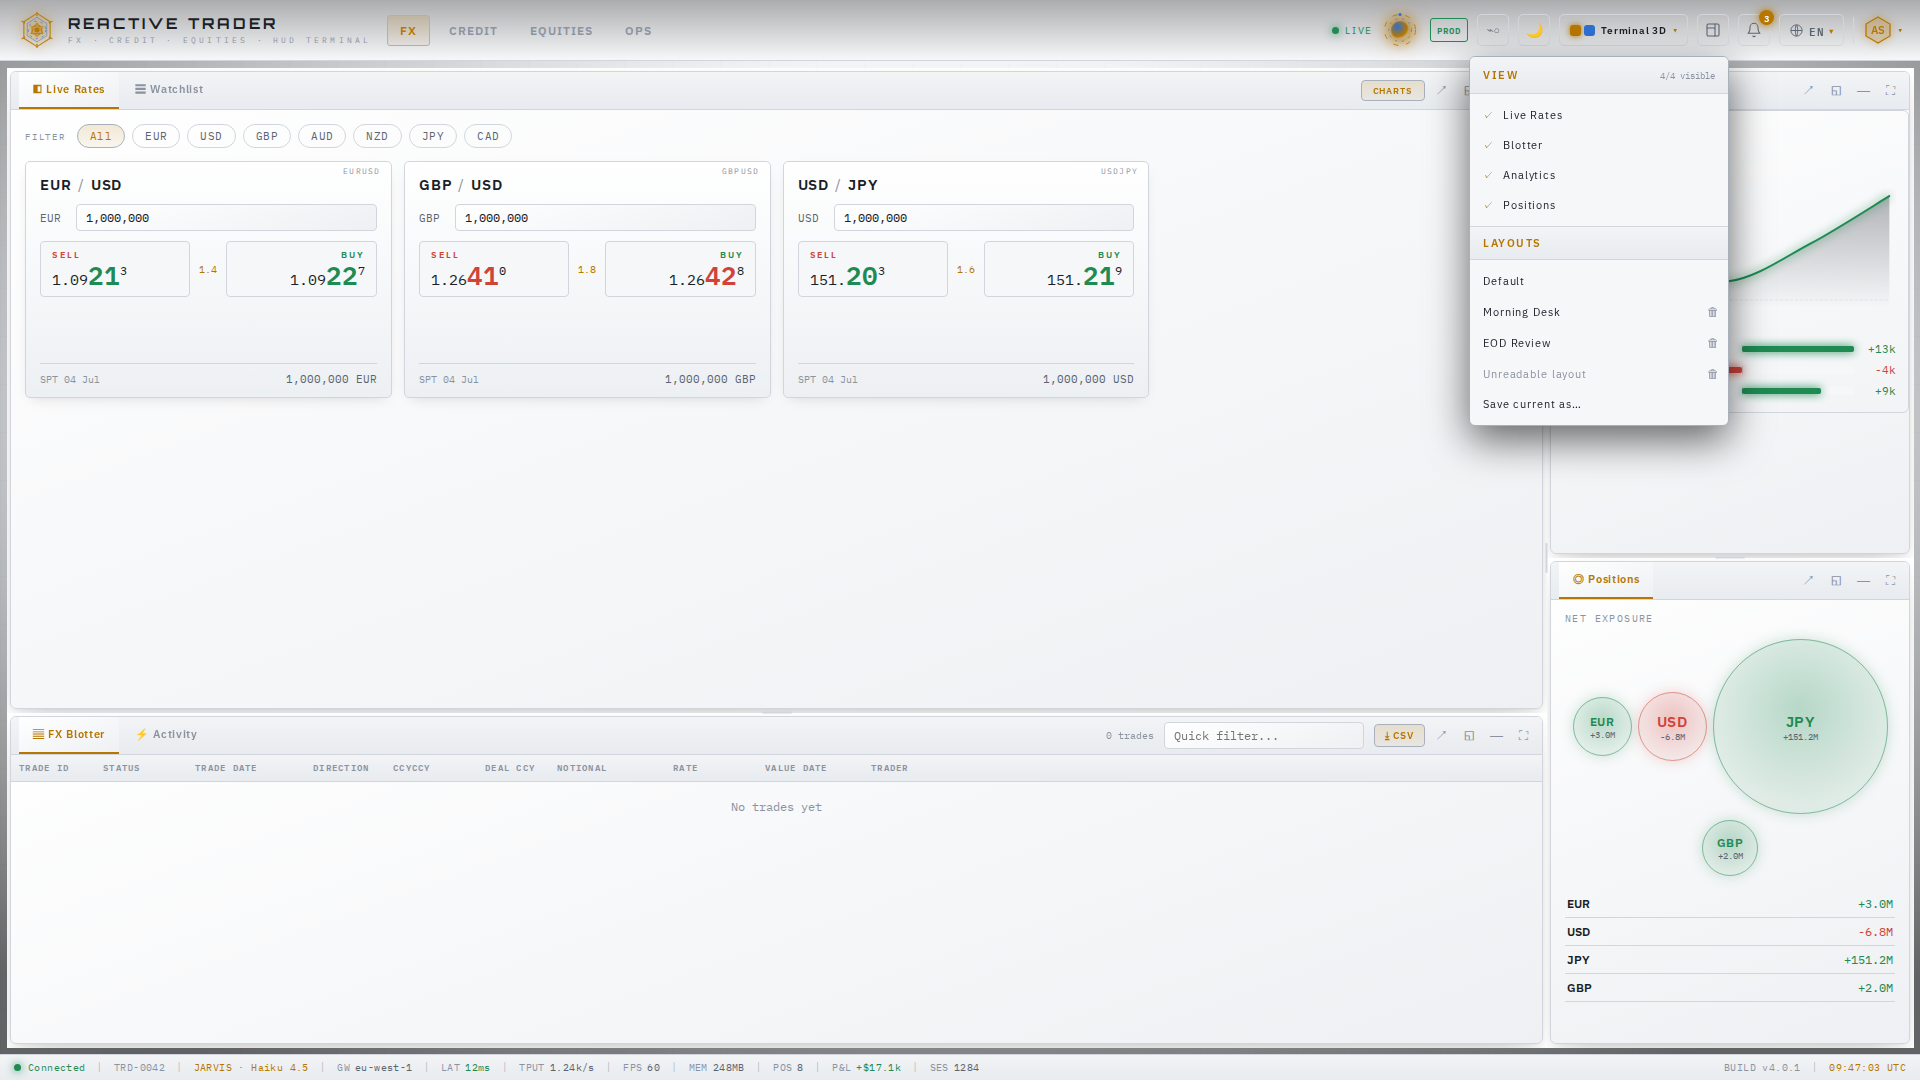 REACTIVE TRADER
FX · CREDIT · EQUITIES · HUD TERMINAL
FX
CREDIT
EQUITIES
OPS
LIVE
PROD
Terminal 3D
3
EN
AS
Live Rates
Watchlist
CHARTS
FILTER
All
EUR
USD
GBP
AUD
NZD
JPY
CAD
EURUSD
EUR / USD
EUR 1,000,000
SELL
1.09213
1.4
BUY
1.09227
SPT 04 Jul
1,000,000 EUR
GBPUSD
GBP / USD
GBP 1,000,000
SELL
1.26410
1.8
BUY
1.26428
SPT 04 Jul
1,000,000 GBP
USDJPY
USD / JPY
USD 1,000,000
SELL
151.203
1.6
BUY
151.219
SPT 04 Jul
1,000,000 USD
VIEW
4/4 visible
✓ Live Rates
✓ Blotter
✓ Analytics
✓ Positions
LAYOUTS
Default
Morning Desk
EOD Review
Unreadable layout
Save current as…
+13k
-4k
+9k
FX Blotter
Activity
0 trades
Quick filter...
CSV
TRADE ID
STATUS
TRADE DATE
DIRECTION
CCYCCY
DEAL CCY
NOTIONAL
RATE
VALUE DATE
TRADER
No trades yet
Positions
NET EXPOSURE
EUR
+3.0M
USD
-6.8M
JPY
+151.2M
GBP
+2.0M
EUR +3.0M
USD -6.8M
JPY +151.2M
GBP +2.0M
Connected
TRD-0042
JARVIS · Haiku 4.5
GW eu-west-1
LAT 12ms
TPUT 1.24k/s
FPS 60
MEM 248MB
POS 8
P&L +$17.1k
SES 1284
BUILD v4.0.1
09:47:03 UTC